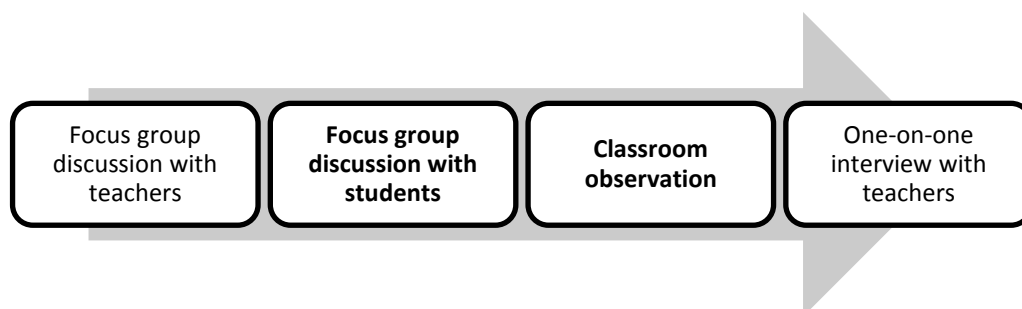 Focus group
discussion with
teachers
Focus group
discussion with
students
Classroom
observation
One-on-one
interview with
teachers